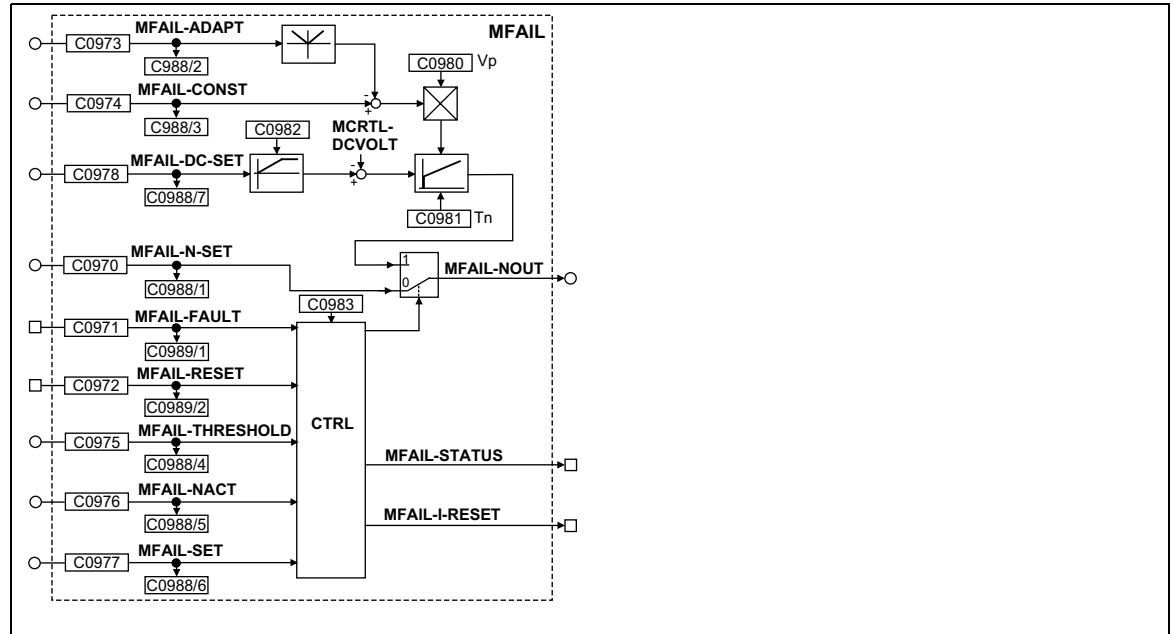 MFAIL
C0973
MFAIL-ADAPT
C988/2
C0980 Vp
C0974
MFAIL-CONST
C988/3
-
+
C0982
MCRTL-
DCVOLT
C0978
MFAIL-DC-SET
C0988/7
-
+
C0981 Tn
C0970
MFAIL-N-SET
C0988/1
1
0
MFAIL-NOUT
C0983
C0971
MFAIL-FAULT
C0989/1
C0972
MFAIL-RESET
C0989/2
CTRL
C0975
MFAIL-THRESHOLD
C0988/4
MFAIL-STATUS
C0976
MFAIL-NACT
C0988/5
MFAIL-I-RESET
C0977
MFAIL-SET
C0988/6